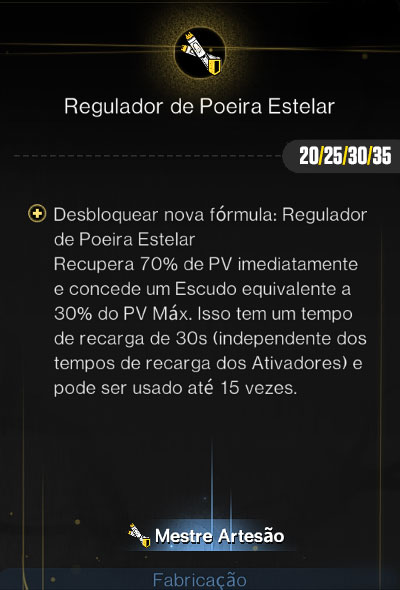 Regulador de Poeira Estelar
20/25/30/35
Desbloquear nova fórmula: Regulador
de Poeira Estelar
Recupera 70% de PV imediatamente
e concede um Escudo equivalente a
30% do PV Máx. Isso tem um tempo
de recarga de 30s (independente dos
tempos de recarga dos Ativadores) e
pode ser usado até 15 vezes.
Mestre Artesão
Fabricação